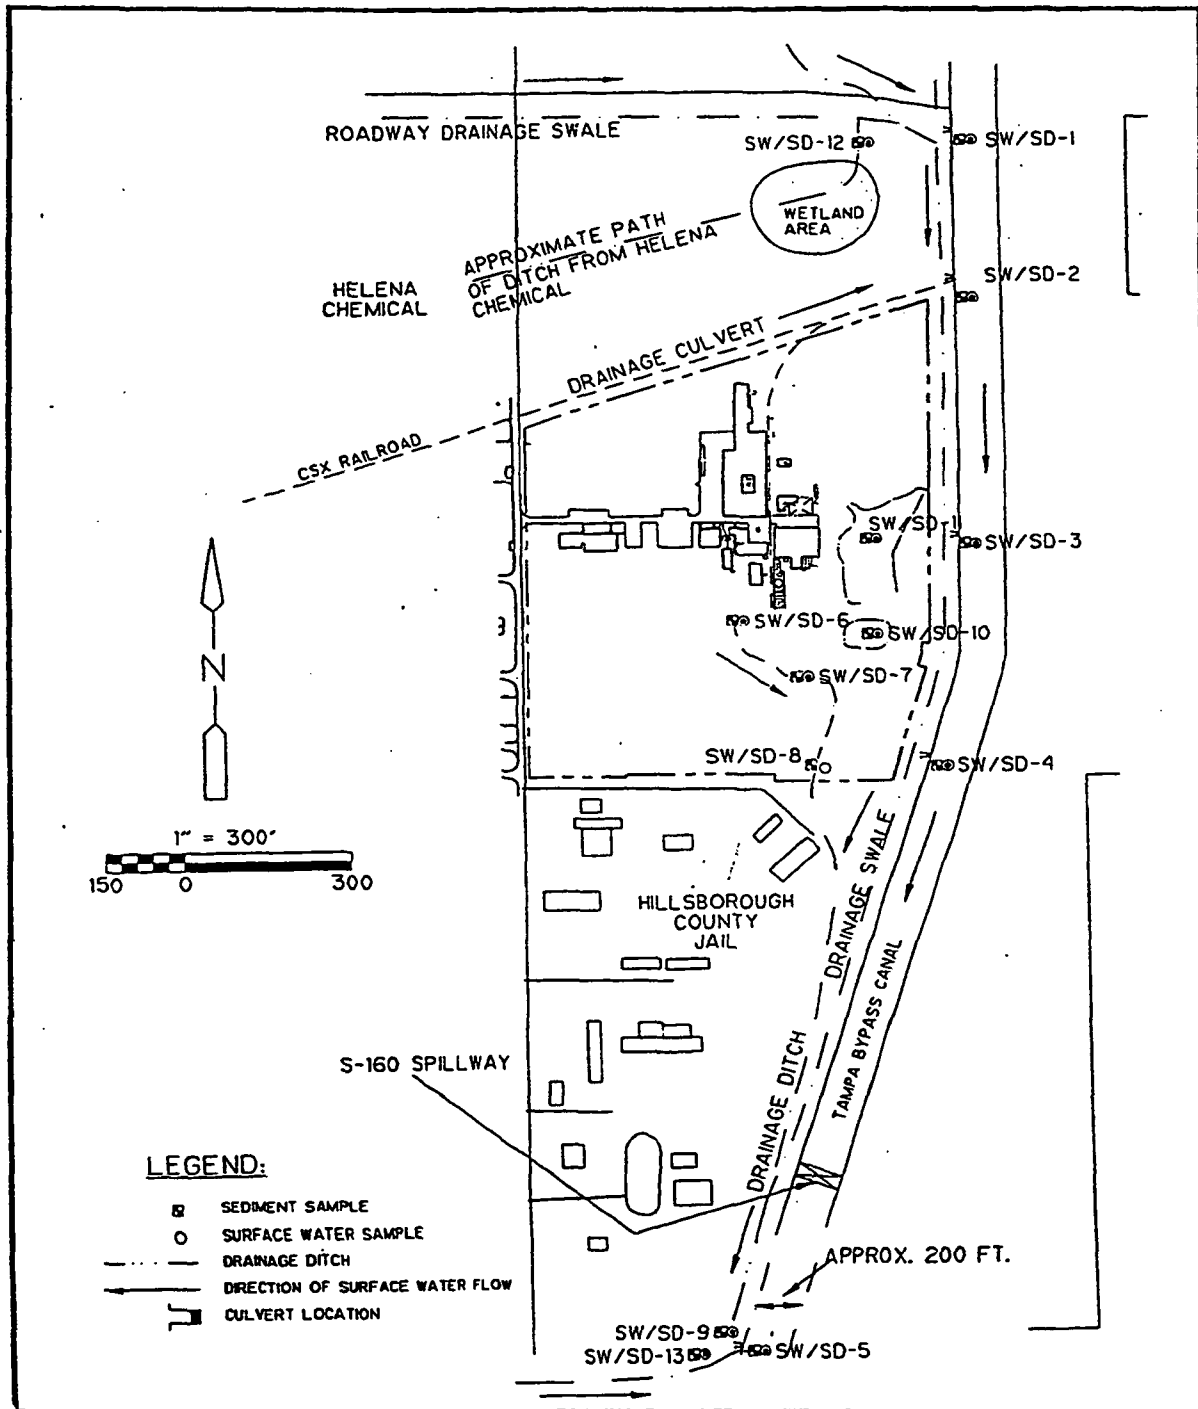 ROADWAY DRAINAGE SWALE
SW/SD-12
SW/SD-1
WETLAND
AREA
APPROXIMATE PATH
OF DITCH FROM HELENA
CHEMICAL
HELENA
CHEMICAL
SW/SD-2
DRAINAGE CULVERT
CSX RAILROAD
SW/SD-11
SW/SD-3
SW/SD-6
SW/SD-10
SW/SD-7
N
SW/SD-8
SW/SD-4
1" = 300'
150 0 300
HILLSBOROUGH
COUNTY
JAIL
DRAINAGE SWALE
TAMPA BYPASS CANAL
DRAINAGE DITCH
S-160 SPILLWAY
LEGEND:
SEDIMENT SAMPLE
SURFACE WATER SAMPLE
DRAINAGE DITCH
DIRECTION OF SURFACE WATER FLOW
CULVERT LOCATION
APPROX. 200 FT.
SW/SD-9
SW/SD-13
SW/SD-5